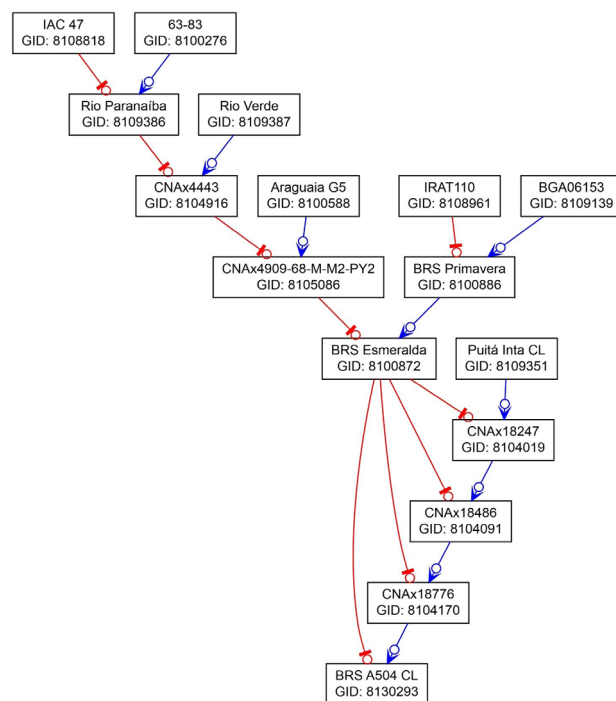 IAC 47
GID: 8108818
63-83
GID: 8100276
Rio Paranaíba
GID: 8109386
Rio Verde
GID: 8109387
CNAx4443
GID: 8104916
Araguaia G5
GID: 8100588
IRAT110
GID: 8108961
BGA06153
GID: 8109139
CNAx4909-68-M-M2-PY2
GID: 8105086
BRS Primavera
GID: 8100886
BRS Esmeralda
GID: 8100872
Puitá Inta CL
GID: 8109351
CNAx18247
GID: 8104019
CNAx18486
GID: 8104091
CNAx18776
GID: 8104170
BRS A504 CL
GID: 8130293